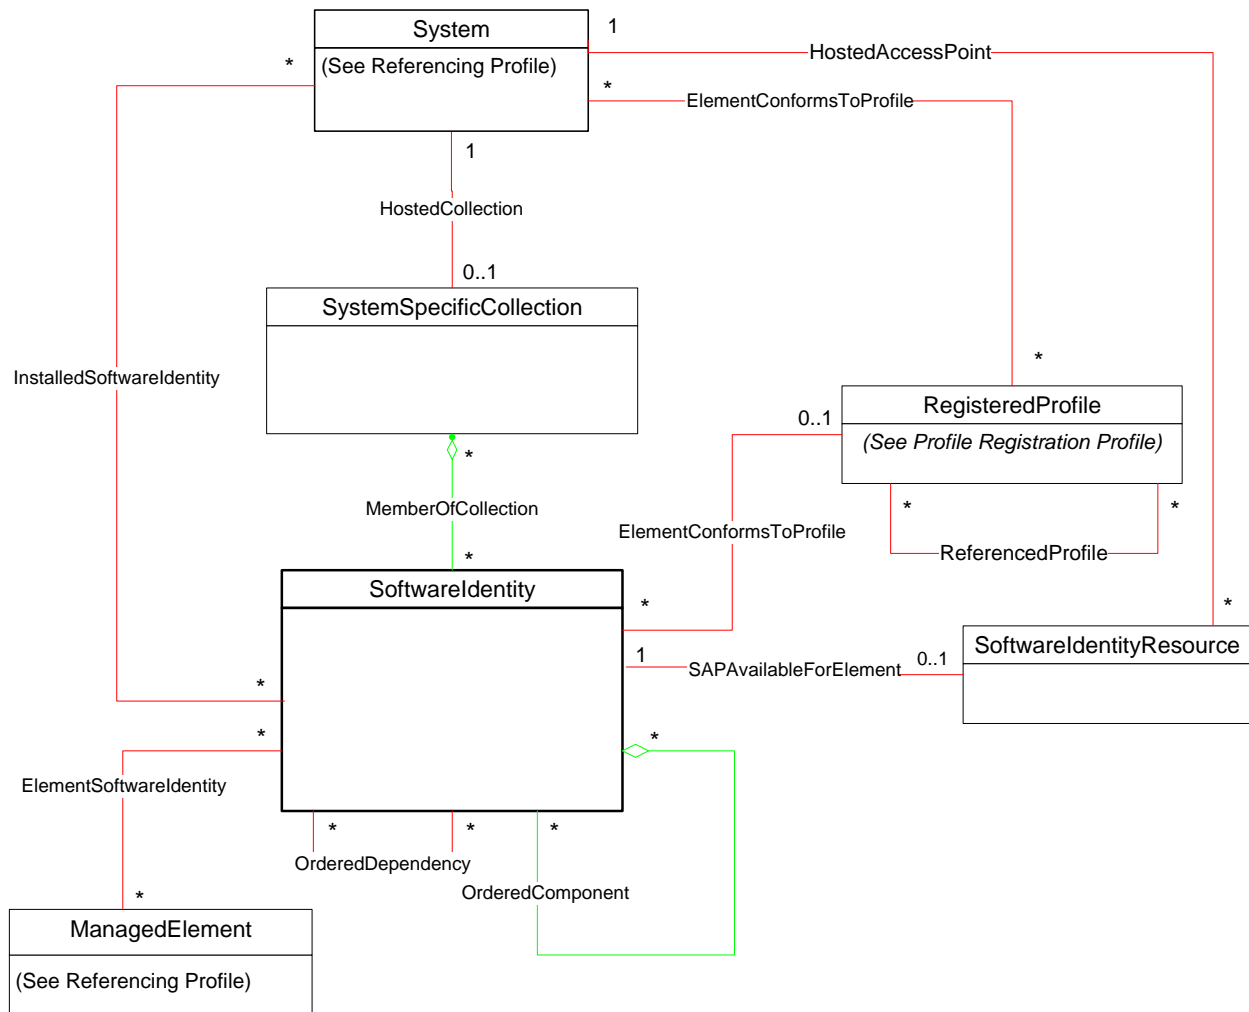 System
1
HostedAccessPoint
*
(See Referencing Profile)
*
ElementConformsToProfile
1
HostedCollection
0..1
SystemSpecificCollection
InstalledSoftwareIdentity
*
RegisteredProfile
0..1
(See Profile Registration Profile)
*
MemberOfCollection
*
*
*
ElementConformsToProfile
ReferencedProfile
*
SoftwareIdentity
*
*
SoftwareIdentityResource
1
SAPAvailableForElement
0..1
*
*
*
ElementSoftwareIdentity
*
*
*
OrderedDependency
OrderedComponent
*
ManagedElement
(See Referencing Profile)